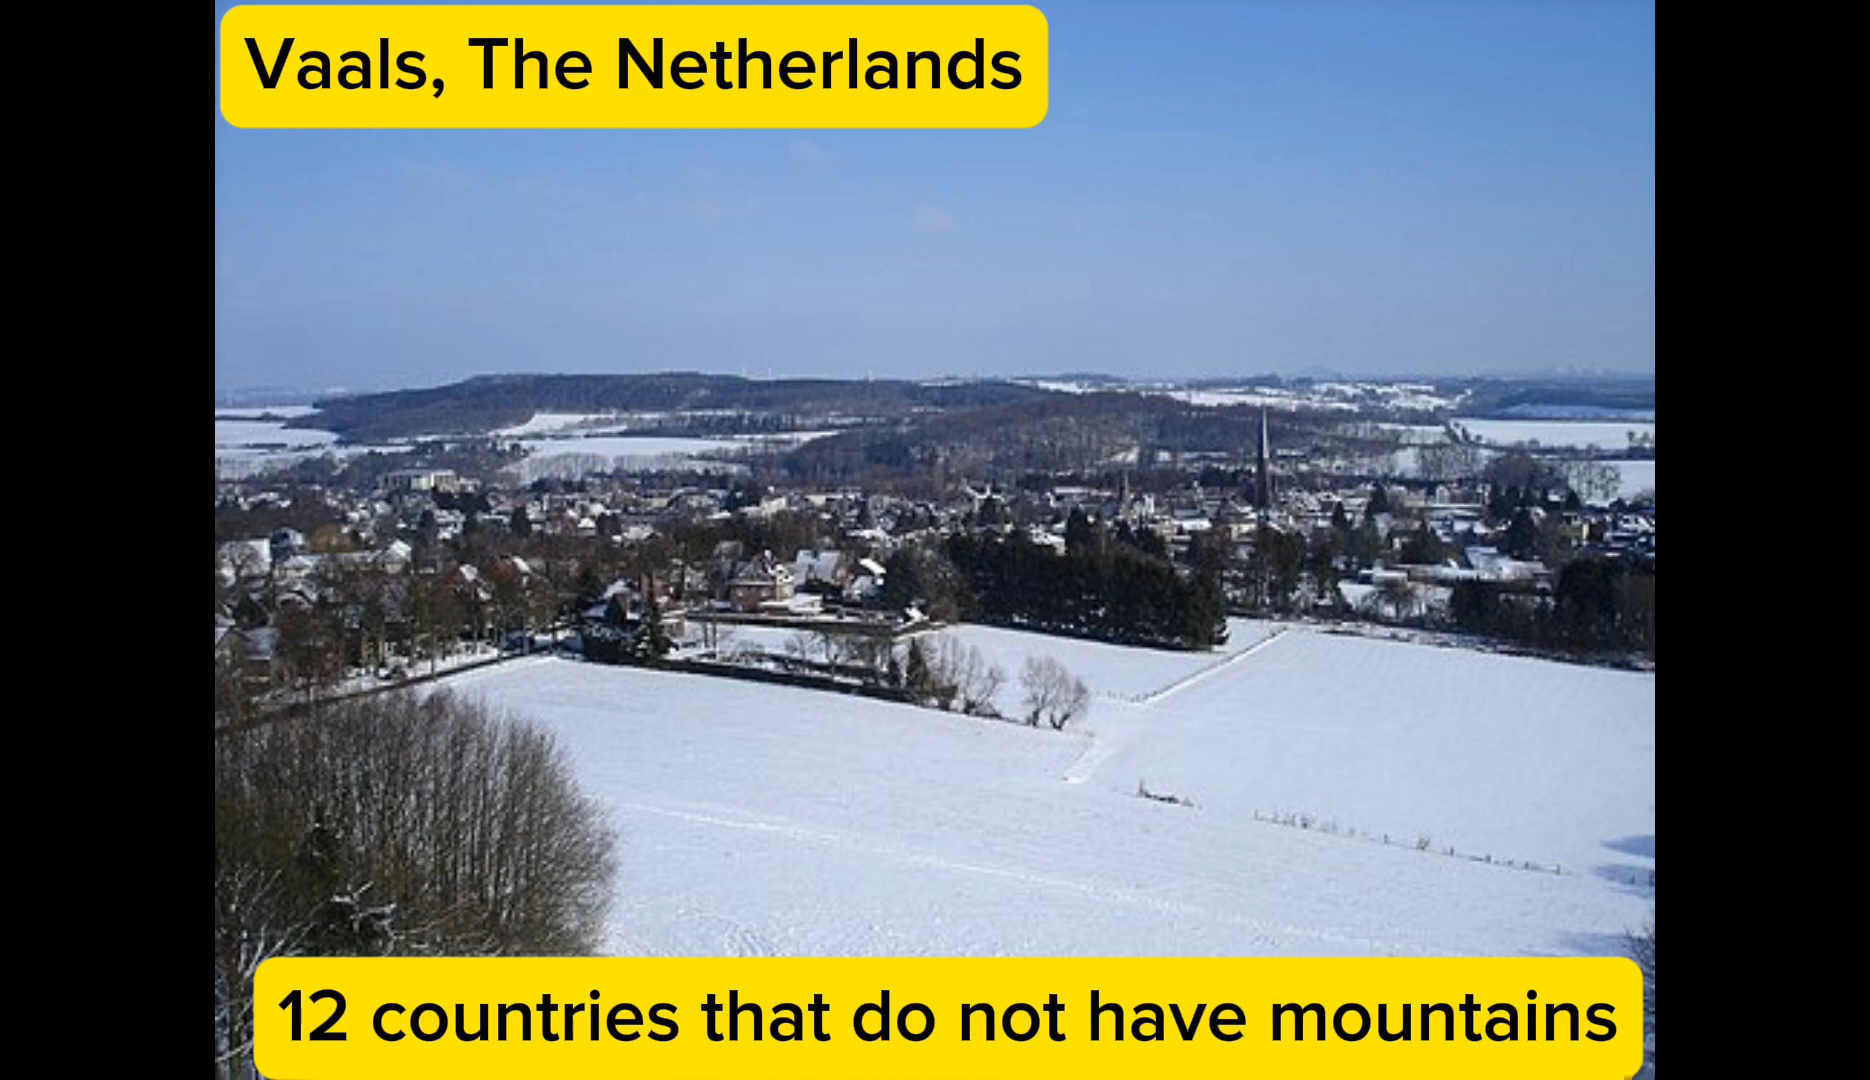 Vaals, The Netherlands
12 countries that do not have mountains